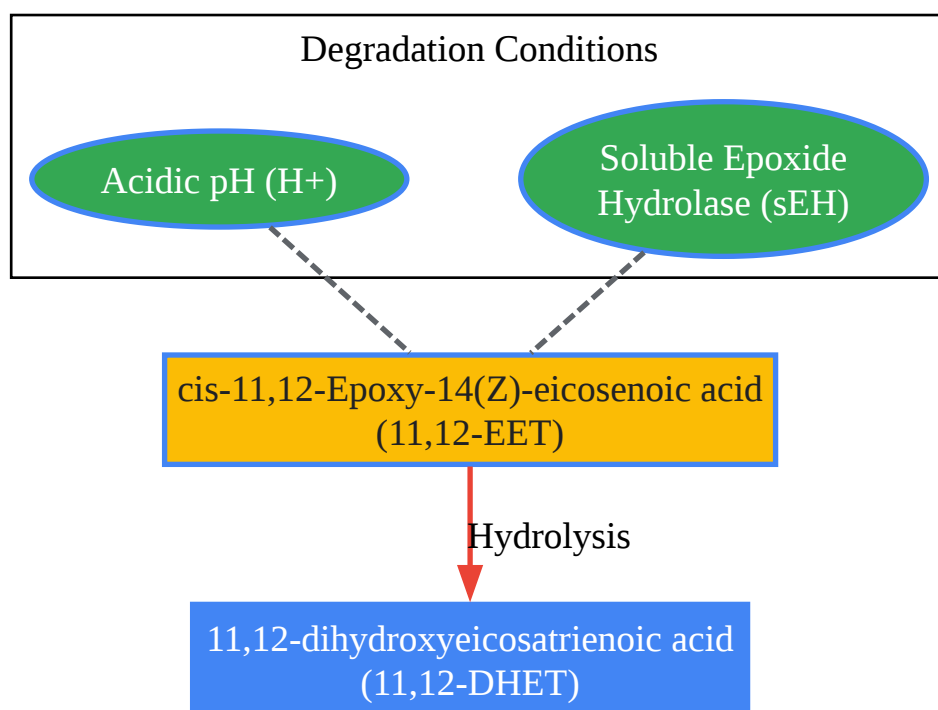 Degradation Conditions
Acidic pH (H+)
Soluble Epoxide
Hydrolase (sEH)
cis-11,12-Epoxy-14(Z)-eicosenoic acid
(11,12-EET)
Hydrolysis
11,12-dihydroxyeicosatrienoic acid
(11,12-DHET)